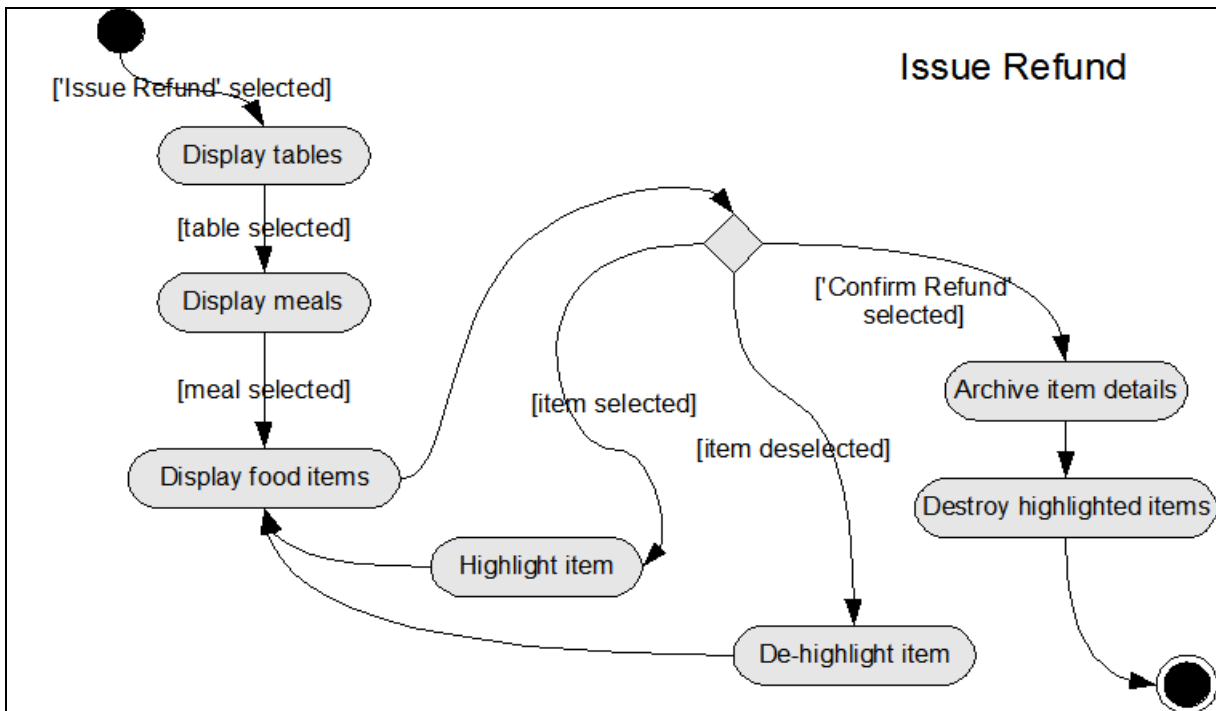 Issue Refund
['Issue Refund' selected]
Display tables
[table selected]
Display meals
[meal selected]
Display food items
['Confirm Refund'
selected]
[item selected]
[item deselected]
Archive item details
Destroy highlighted items
Highlight item
De-highlight item